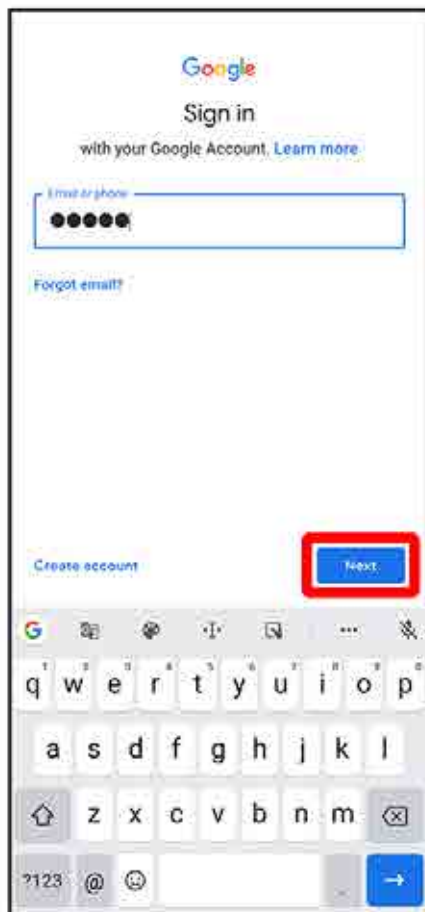 Google
Sign in
with your Google Account. Learn more
Email or phone
●●●●●
Forgot email?
Create account
Next
q w e r t y u i o p
a s d f g h j k l
z x c v b n m
?123 @ .